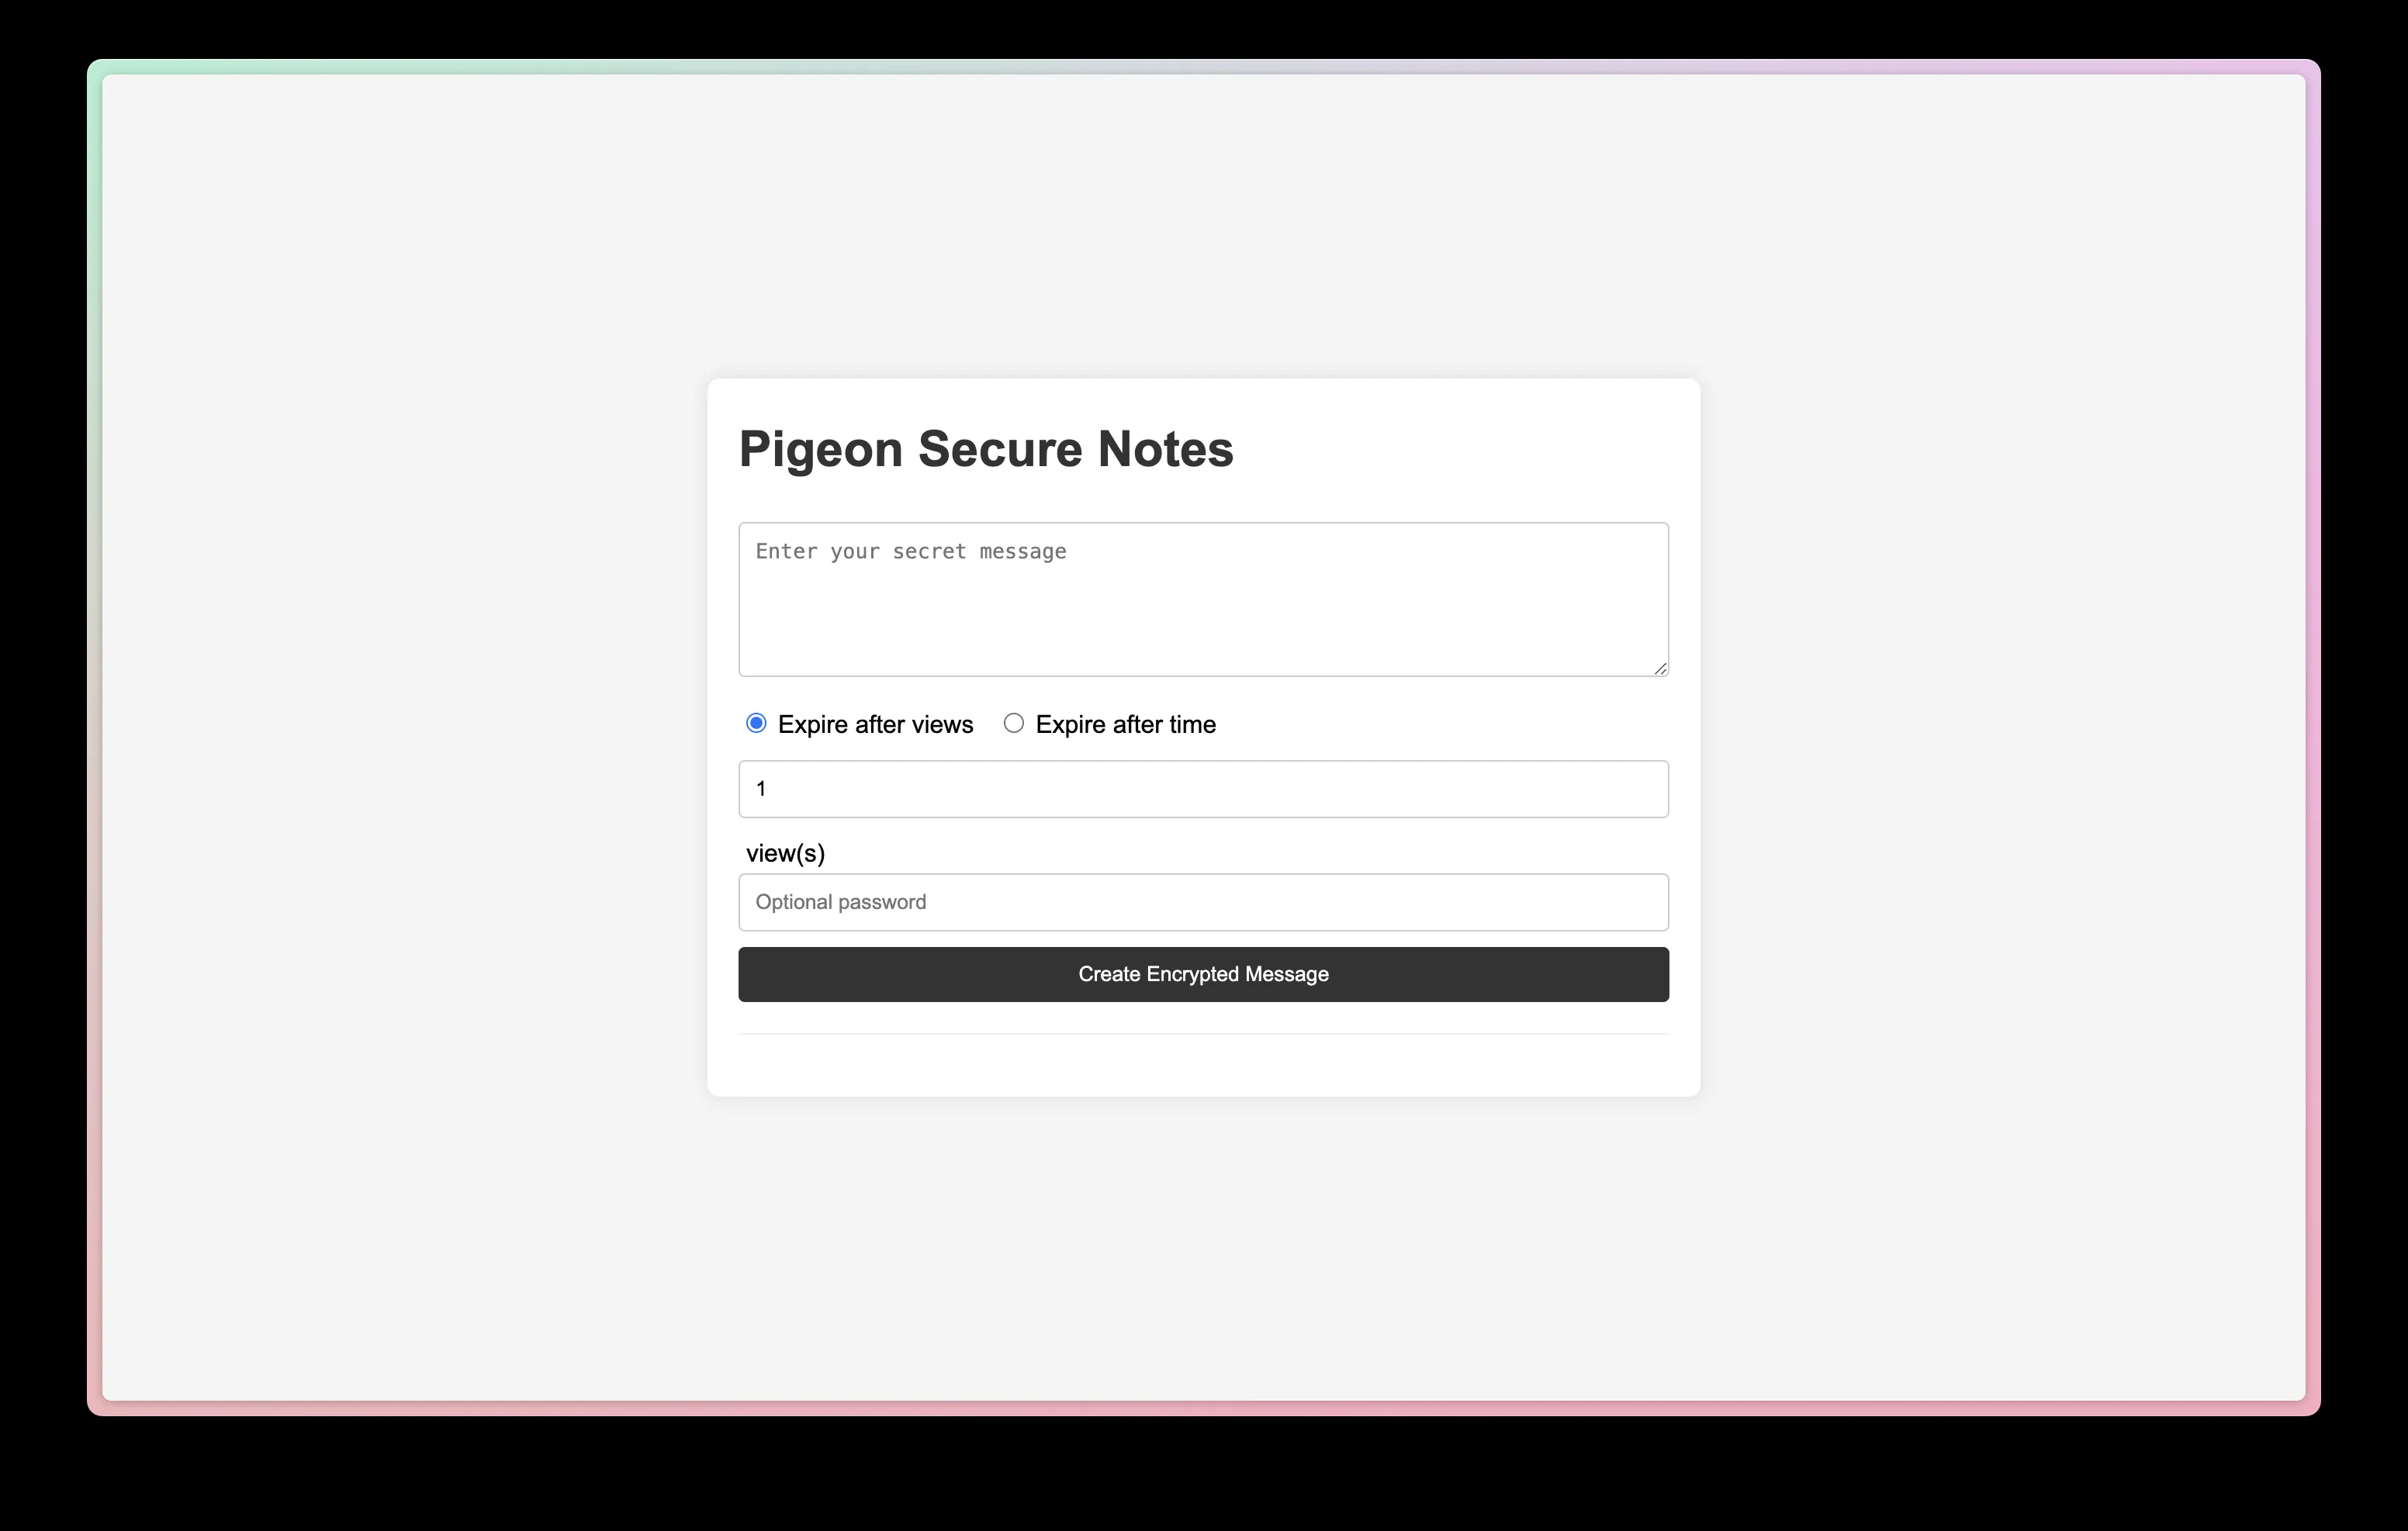 Pigeon Secure Notes
Enter your secret message
Expire after views Expire after time
1
view(s)
Optional password
Create Encrypted Message